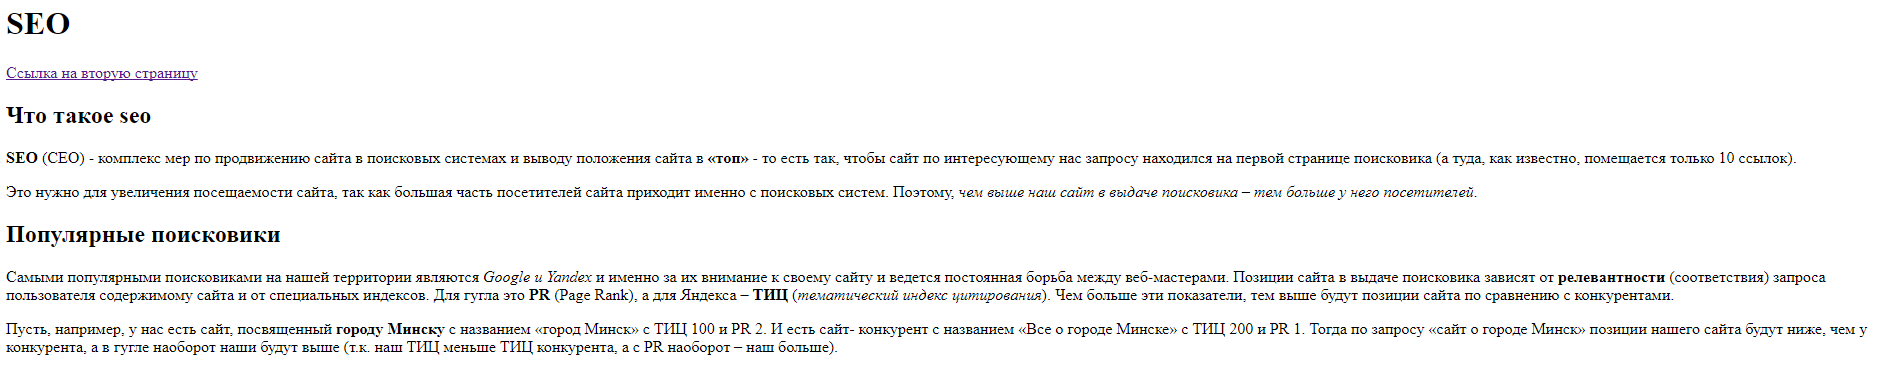 SEO
Ссылка на вторую страницу
Что такое seo
SEO (СЕО) - комплекс мер по продвижению сайта в поисковых системах и выводу положения сайта в «топ» - то есть так, чтобы сайт по интересующему нас запросу находился на первой странице поисковика (а туда, как известно, помещается только 10 ссылок).
Это нужно для увеличения посещаемости сайта, так как большая часть посетителей сайта приходит именно с поисковых систем. Поэтому, чем выше наш сайт в выдаче поисковика – тем больше у него посетителей.
Популярные поисковики
Самыми популярными поисковиками на нашей территории являются Google и Yandex и именно за их внимание к своему сайту и ведется постоянная борьба между веб-мастерами. Позиции сайта в выдаче поисковика зависят от релевантности (соответствия) запроса
пользователя содержимому сайта и от специальных индексов. Для гугла это PR (Page Rank), а для Яндекса – ТИЦ (тематический индекс цитирования). Чем больше эти показатели, тем выше будут позиции сайта по сравнению с конкурентами.
Пусть, например, у нас есть сайт, посвященный городу Минску с названием «город Минск» с ТИЦ 100 и PR 2. И есть сайт- конкурент с названием «Все о городе Минске» с ТИЦ 200 и PR 1. Тогда по запросу «сайт о городе Минск» позиции нашего сайта будут ниже, чем у
конкурента, а в гугле наоборот наши будут выше (т.к. наш ТИЦ меньше ТИЦ конкурента, а с PR наоборот – наш больше).